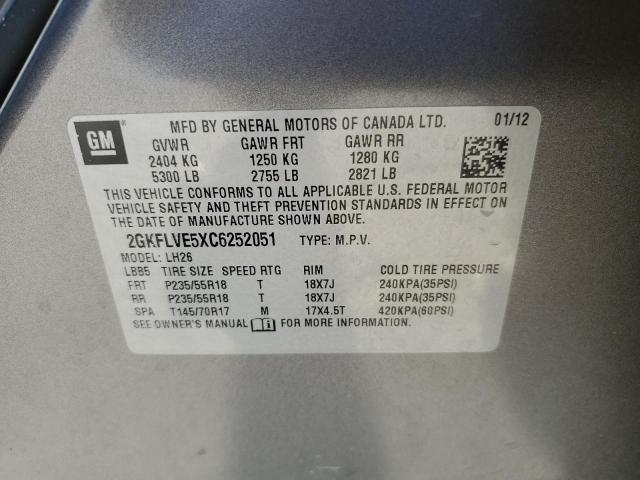 GM
MFD BY GENERAL MOTORS OF CANADA LTD. 01/12
GVWR GAWR FRT GAWR RR
2404 KG 1250 KG 1280 KG
5300 LB 2755 LB 2821 LB
THIS VEHICLE CONFORMS TO ALL APPLICABLE U.S. FEDERAL MOTOR
VEHICLE SAFETY AND THEFT PREVENTION STANDARDS IN EFFECT ON
THE DATE OF MANUFACTURE SHOWN ABOVE.
2GKFLVE5XC6252051 TYPE: M.P.V.
MODEL: LH26
LBB5 TIRE SIZE SPEED RTG RIM COLD TIRE PRESSURE
FRT P235/55R18 T 18X7J 240KPA(35PSI)
RR P235/55R18 T 18X7J 240KPA(35PSI)
SPA T145/70R17 M 17X4.5T 420KPA(60PSI)
SEE OWNER'S MANUAL FOR MORE INFORMATION.